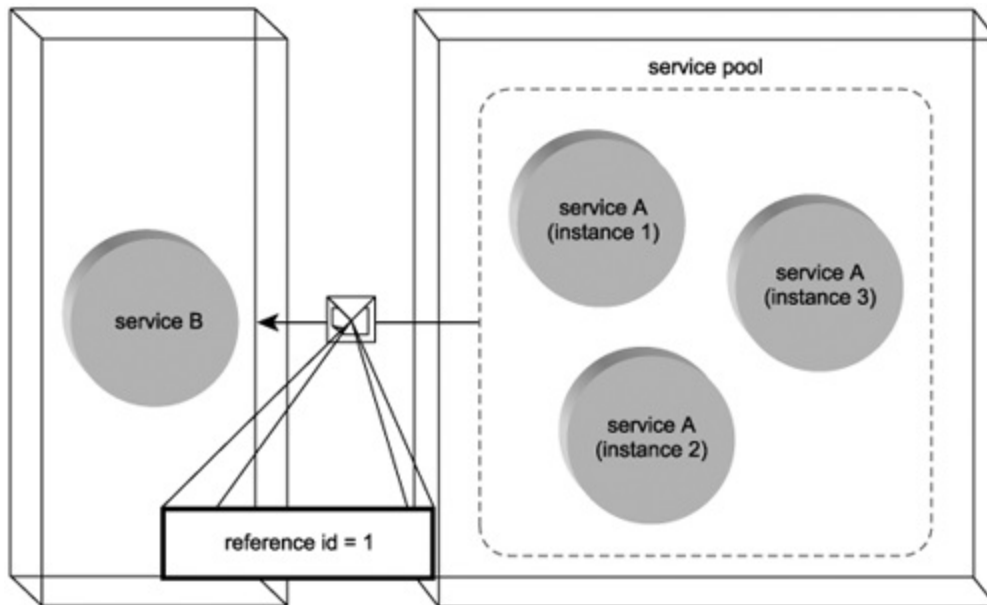 service pool
service A
(instance 1)
service A
(instance 3)
service B
service A
(instance 2)
reference id = 1